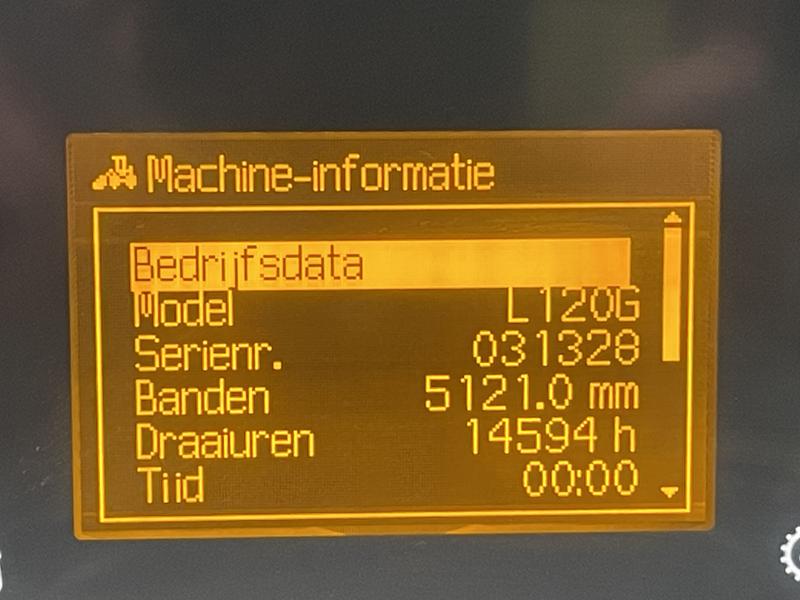 Machine-informatie
Bedrijfsdata
Model L120G
Serienr. 031328
Banden 5121.0 mm
Draaiuren 14594 h
Tijd 00:00